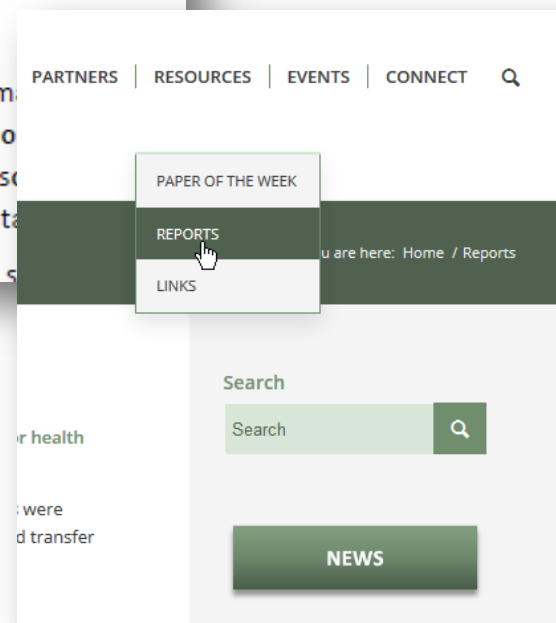 PARTNERS RESOURCES EVENTS CONNECT
PAPER OF THE WEEK
REPORTS
u are here: Home / Reports
LINKS
Search
Search
r health
were
d transfer
NEWS